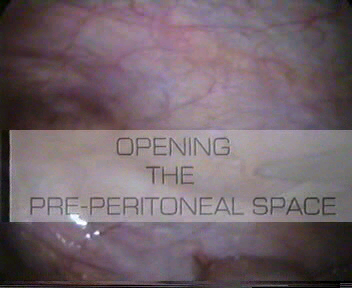 OPENING
THE
PRE-PERITONEAL SPACE